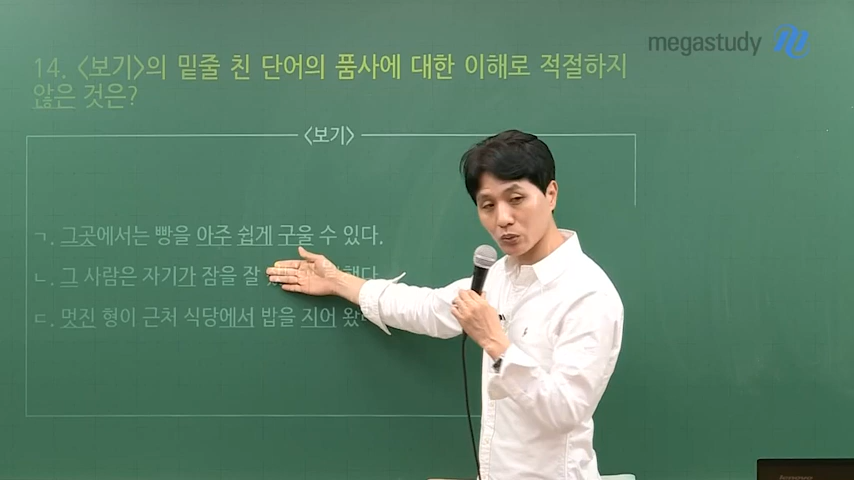 megastudy
14. <보기>의 밑줄 친 단어의 품사에 대한 이해로 적절하지
않은 것은?
<보기>
ㄱ. 그곳에서는 빵을 아주 쉽게 구울 수 있다.
ㄴ. 그 사람은 자기가 잠을 잘
ㄷ. 멋진 형이 근처 식당에서 밥을 지어